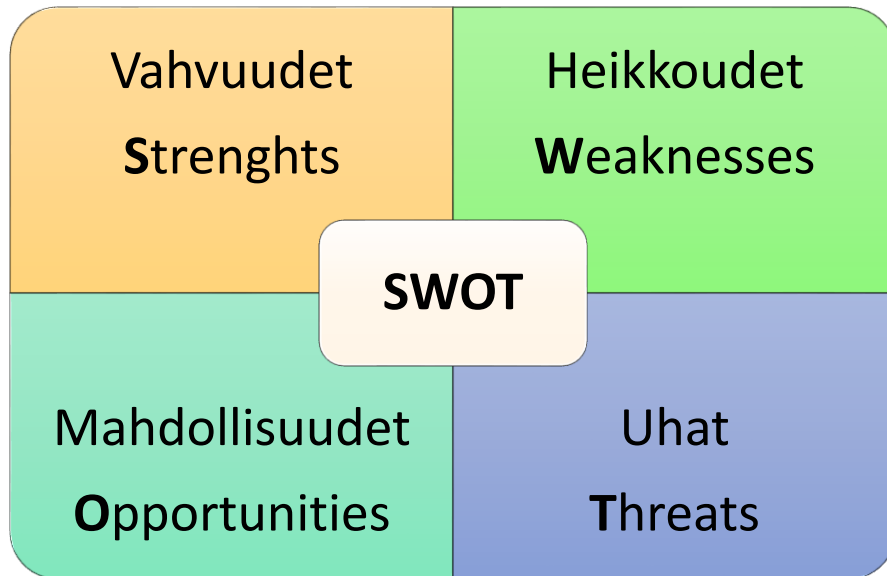 Vahvuudet
Strenghts
Heikkoudet
Weaknesses
SWOT
Mahdollisuudet
Opportunities
Uhat
Threats